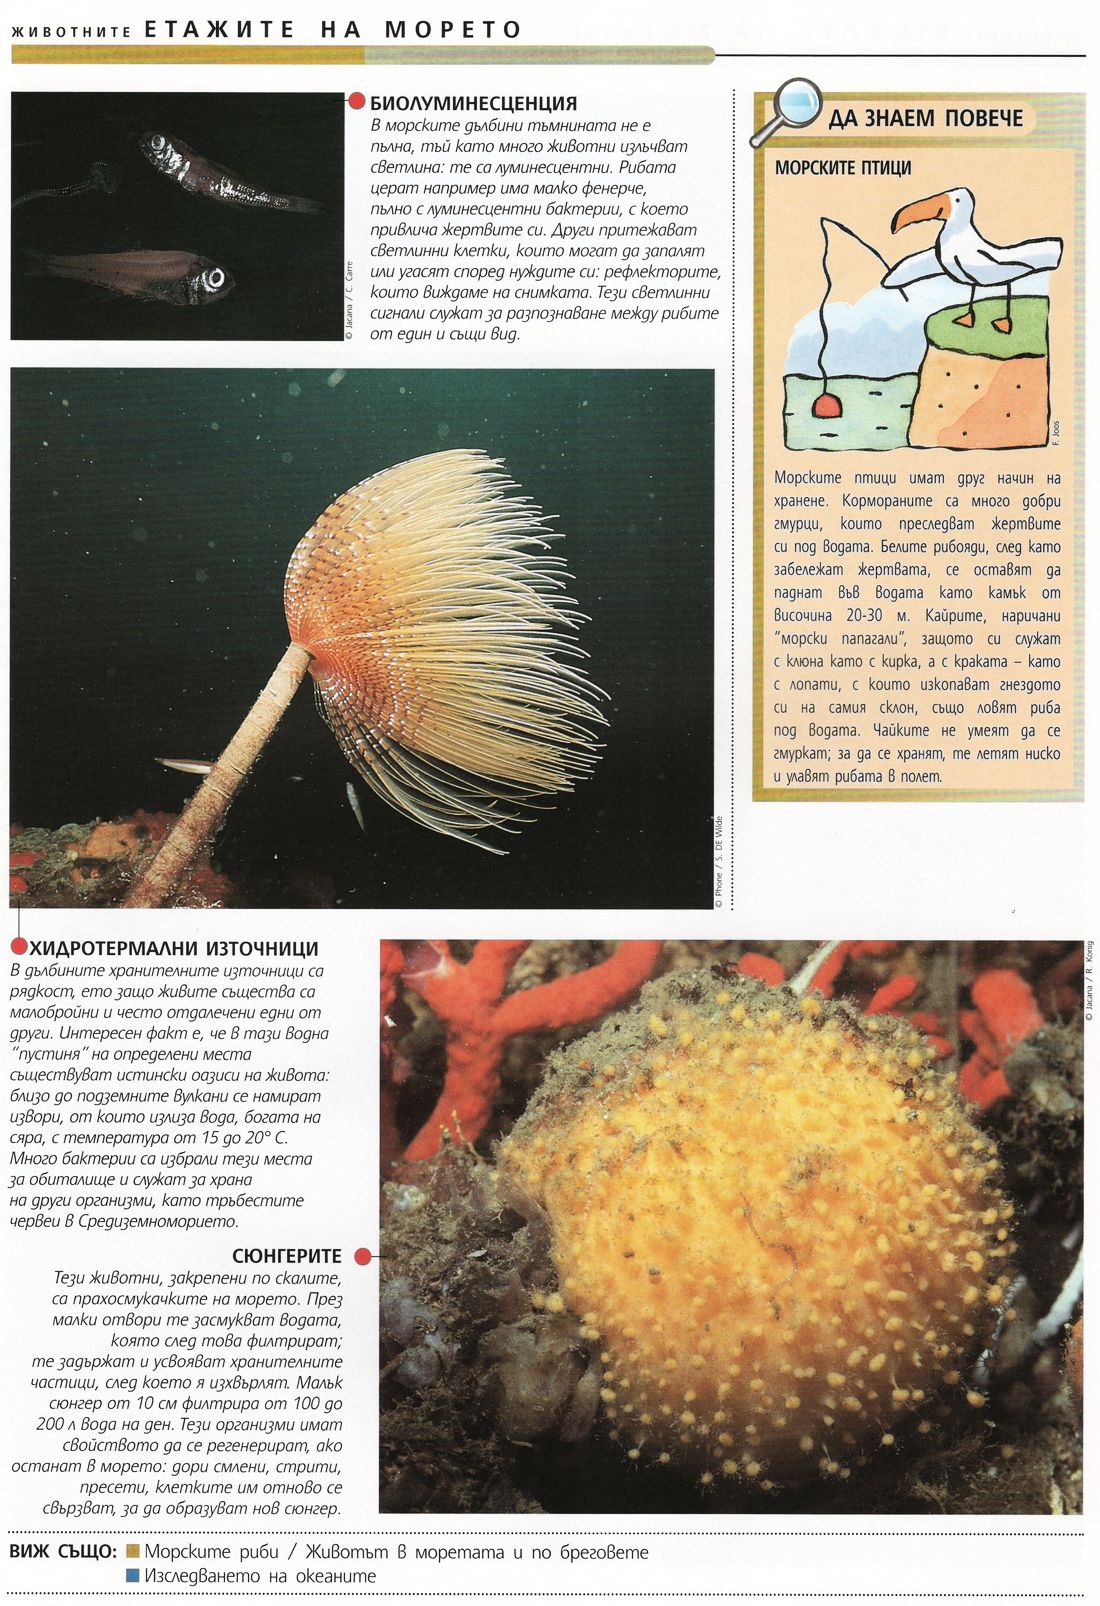 ЖИВОТНИТЕ ЕТАЖИТЕ НА МОРЕТО
БИОЛУМИНЕСЦЕНЦИЯ
В морските дълбини тъмнината не е
пълна, тъй като много животни излъчват
светлина: те са луминесцентни. Рибата
церат например има малко фенерче,
пълно с луминесцентни бактерии, с което
привлича жертвите си. Други притежават
светлинни клетки, които могат да запалят
или угасят според нуждите си: рефлекторите,
които виждаме на снимката. Тези светлинни
сигнали служат за разпознаване между рибите
от един и същи вид.
© Jacana / C. Carre
© Phone / S. DE Wilde
ДА ЗНАЕМ ПОВЕЧЕ
МОРСКИТЕ ПТИЦИ
F. Joos
Морските птици имат друг начин на
хранене. Корморaните са много добри
гмурци, които преследват жертвите
си под водата. Белите рибояди, след като
забележат жертвата, се оставят да
паднат във водата като камък от
височина 20-30 м. Кайрите, наричани
"морски папагали", защото си служат
с клюна като с кирка, а с краката – като
с лопати, с които изкопават гнездото
си на самия склон, също ловят риба
под водата. Чайките не умеят да се
гмуркат; за да се хранят, те летят ниско
и улавят рибата в полет.
ХИДРОТЕРМАЛНИ ИЗТОЧНИЦИ
В дълбините хранителните източници са
рядкост, ето защо живите същества са
малобройни и често отдалечени едни от
други. Интересен факт е, че в тази водна
"пустиня" на определени места
съществуват истински оазиси на живота:
близо до подземните вулкани се намират
извори, от които излиза вода, богата на
сяра, с температура от 15 до 20° C.
Много бактерии са избрали тези места
за обиталище и служат за храна
на други организми, като тръбестите
червеи в Средиземноморието.
© Jacana / R. Konig
СЮНГЕРИТЕ
Тези животни, закрепени по скалите,
са прахосмукачките на морето. През
малки отвори те засмукват водата,
която след това филтрират;
те задържат и усвояват хранителните
частици, след което я изхвърлят. Малък
сюнгер от 10 см филтрира от 100 до
200 л вода на ден. Тези организми имат
свойството да се регенерират, ако
останат в морето: дори смлени, стрити,
пресети, клетките им отново се
свързват, за да образуват нов сюнгер.
ВИЖ СЪЩО: Морските риби / Животът в моретата и по бреговете
Изследването на океаните